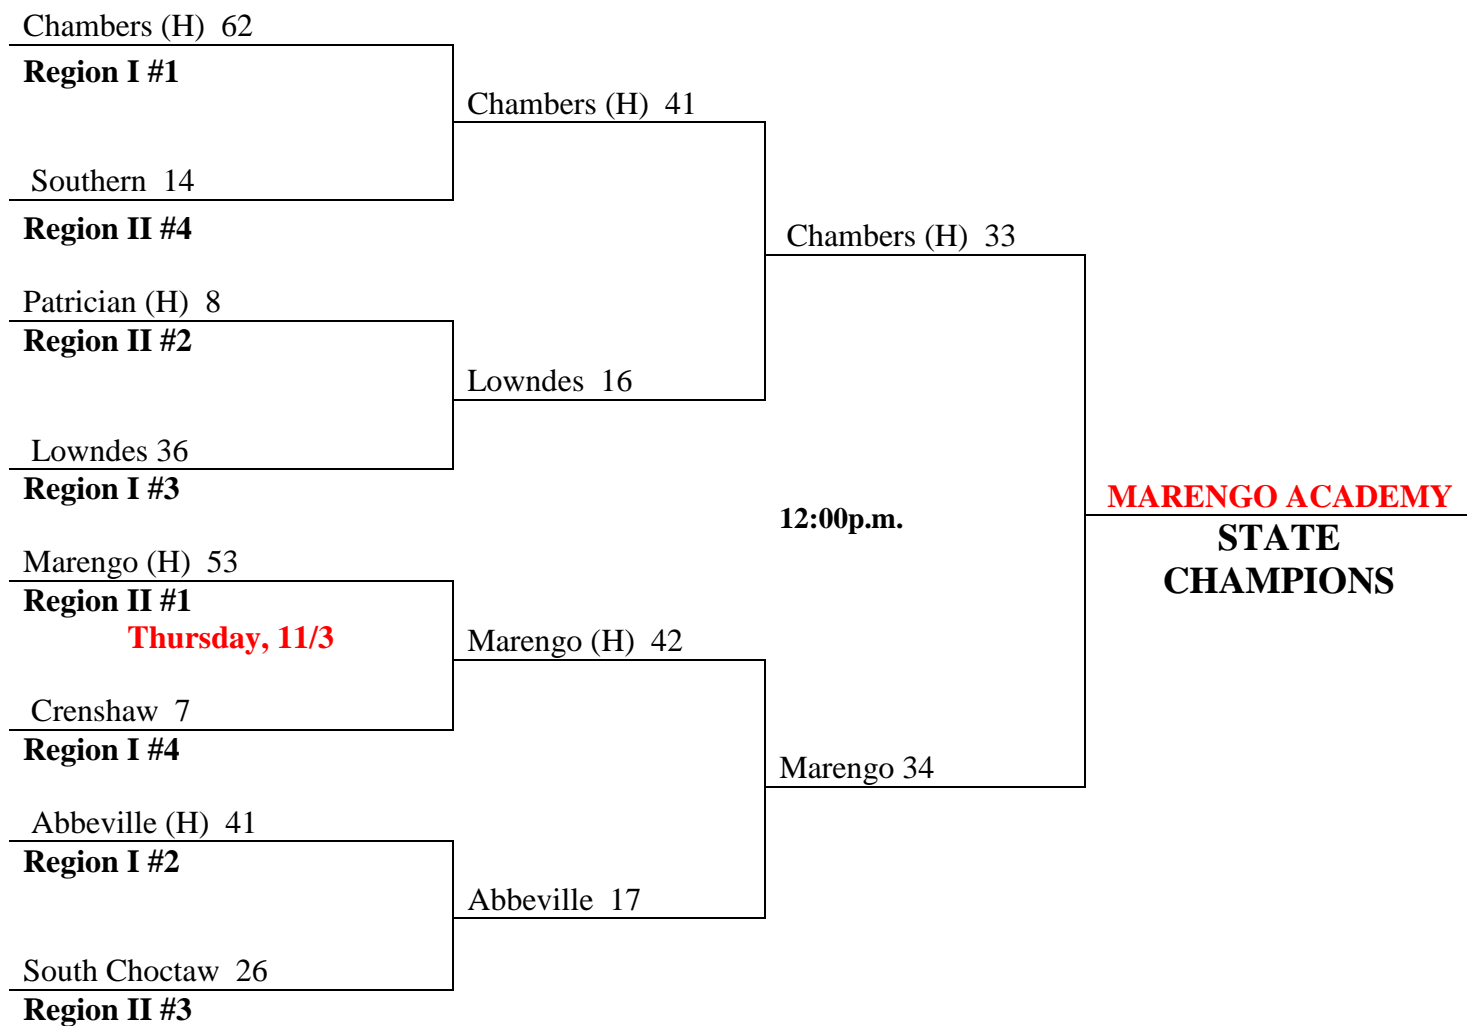 Chambers (H)  62
Region I #1
Southern  14
Region II #4
Patrician (H)  8
Region II #2
Lowndes 36
Region I #3
Marengo (H)  53
Region II #1
Thursday, 11/3
Crenshaw  7
Region I #4
Abbeville (H)  41
Region I #2
South Choctaw  26
Region II #3
Chambers (H)  41
Lowndes  16
Marengo (H)  42
Abbeville  17
Chambers (H)  33
12:00p.m.
Marengo 34
MARENGO ACADEMY
STATE
CHAMPIONS